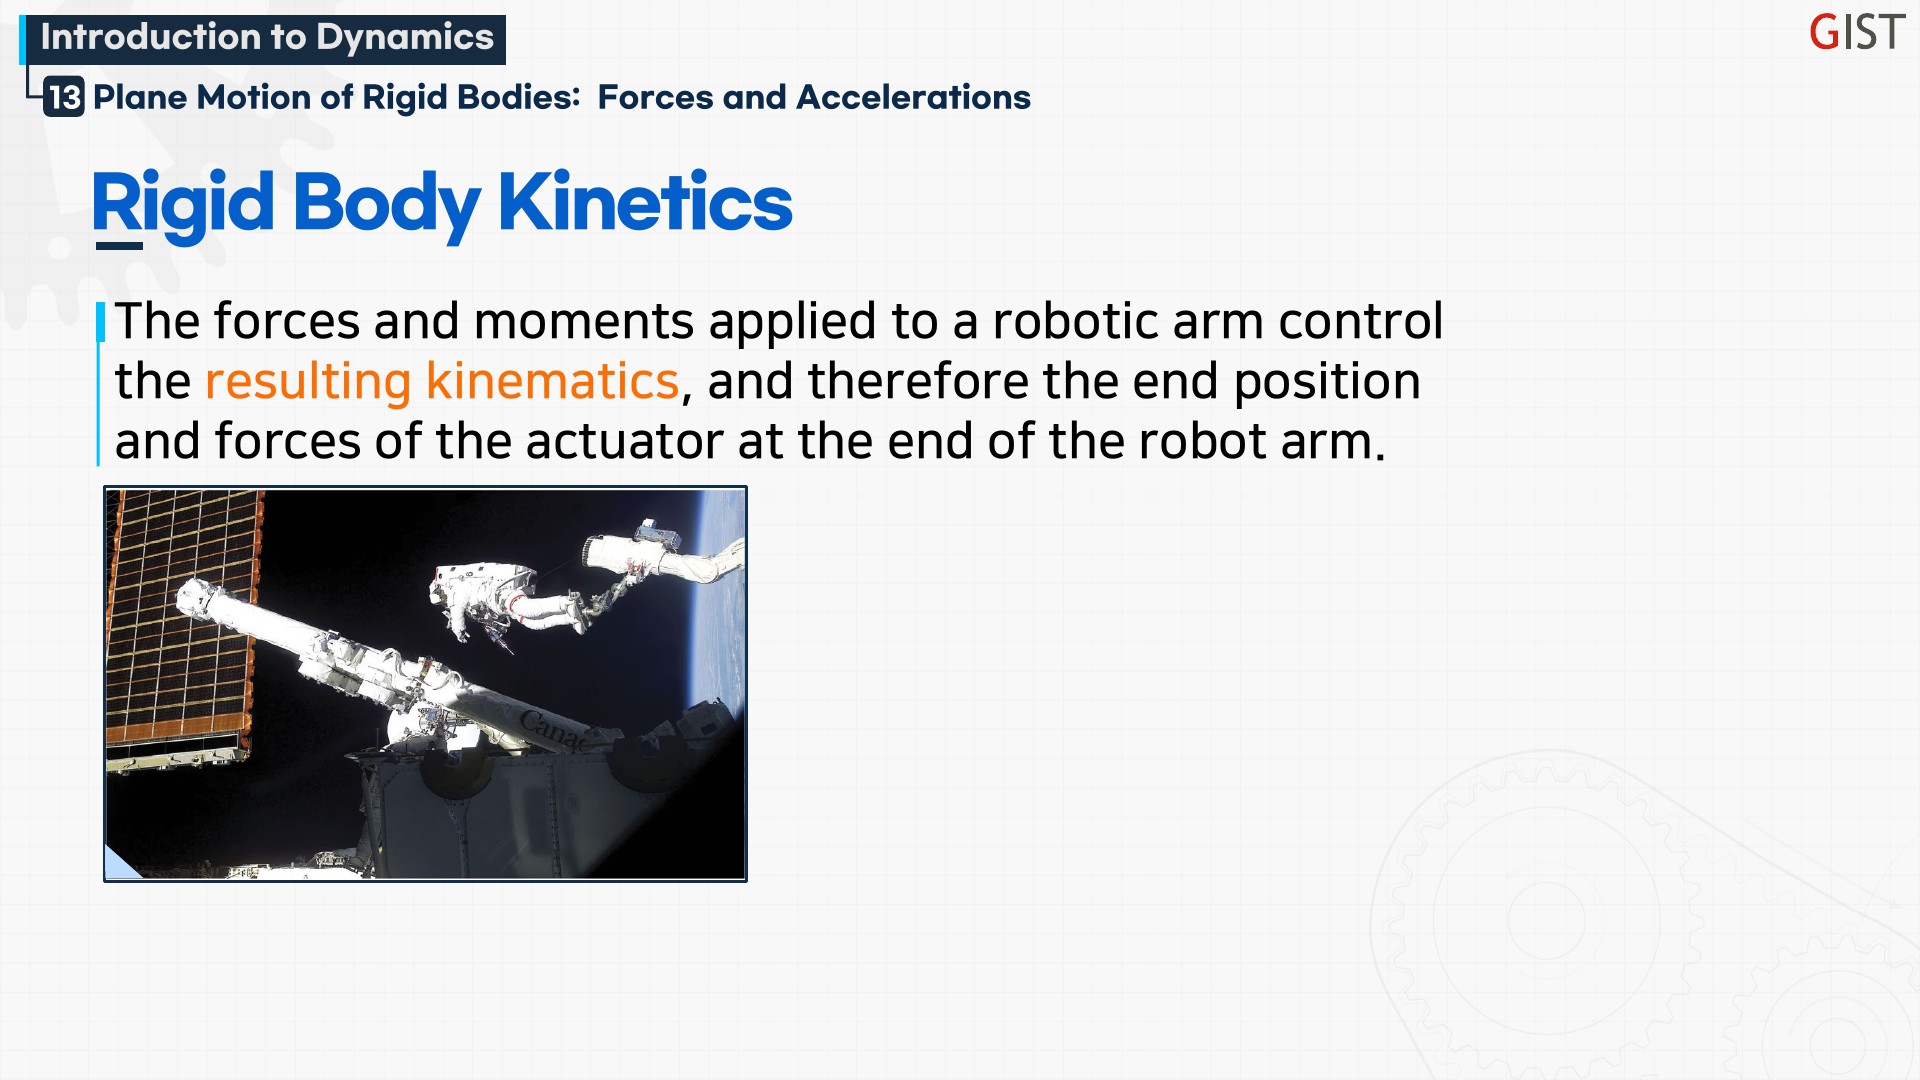 Introduction to Dynamics
GIST
13 Plane Motion of Rigid Bodies: Forces and Accelerations
Rigid Body Kinetics
The forces and moments applied to a robotic arm control
the resulting kinematics, and therefore the end position
and forces of the actuator at the end of the robot arm.
Cana